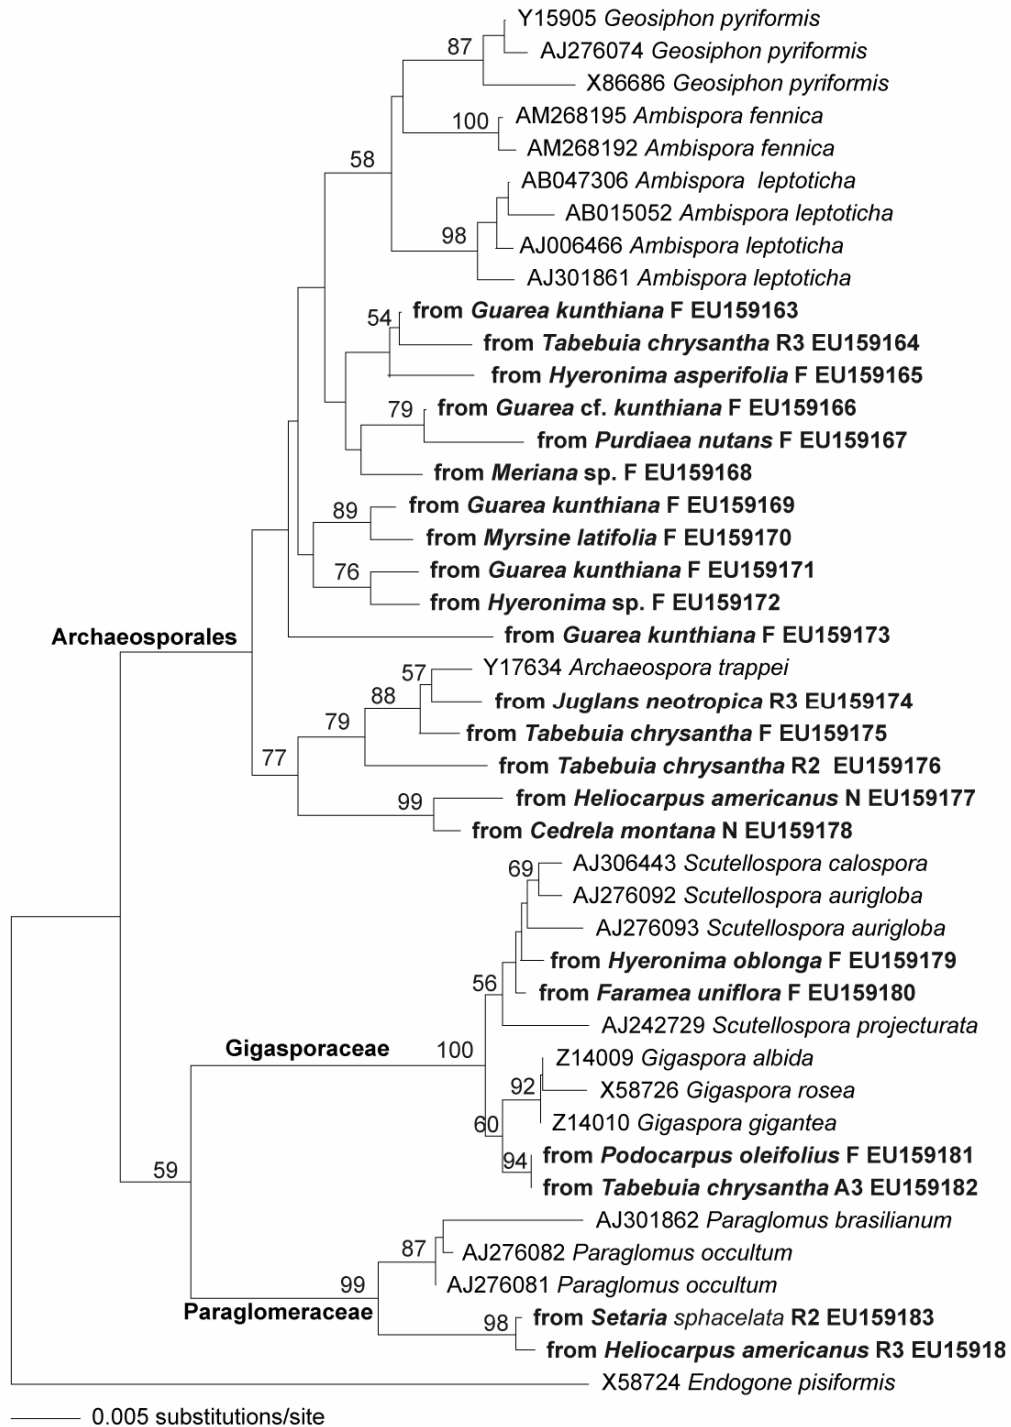 Y15905 Geosiphon pyriformis
87
AJ276074 Geosiphon pyriformis
X86686 Geosiphon pyriformis
AM268195 Ambispora fennica
100
AM268192 Ambispora fennica
58
AB047306 Ambispora leptoticha
AB015052 Ambispora leptoticha
98
AJ006466 Ambispora leptoticha
AJ301861 Ambispora leptoticha
from Guarea kunthiana F EU159163
54
from Tabebuia chrysantha R3 EU159164
from Hyeronima asperifolia F EU159165
79
from Guarea cf. kunthiana F EU159166
from Purdiaea nutans F EU159167
from Meriana sp. F EU159168
from Guarea kunthiana F EU159169
89
from Myrsine latifolia F EU159170
from Guarea kunthiana F EU159171
76
from Hyeronima sp. F EU159172
Archaeosporales
from Guarea kunthiana F EU159173
Y17634 Archaeospora trappei
57
88
from Juglans neotropica R3 EU159174
79
from Tabebuia chrysantha F EU159175
77
from Tabebuia chrysantha R2 EU159176
99
from Heliocarpus americanus N EU159177
from Cedrela montana N EU159178
69
AJ306443 Scutellospora calospora
AJ276092 Scutellospora aurigloba
AJ276093 Scutellospora aurigloba
from Hyeronima oblonga F EU159179
56
from Faramea uniflora F EU159180
AJ242729 Scutellospora projecturata
Gigasporaceae
100
Z14009 Gigaspora albida
92
X58726 Gigaspora rosea
60
Z14010 Gigaspora gigantea
94
from Podocarpus oleifolius F EU159181
59
from Tabebuia chrysantha A3 EU159182
AJ301862 Paraglomus brasilianum
87
AJ276082 Paraglomus occultum
99
AJ276081 Paraglomus occultum
Paraglomeraceae
98
from Setaria sphacelata R2 EU159183
from Heliocarpus americanus R3 EU15918
X58724 Endogone pisiformis
0.005 substitutions/site